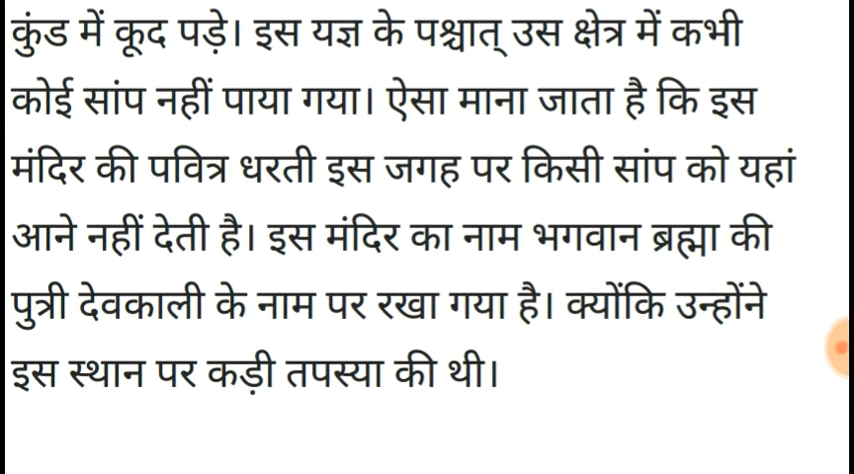 कुंड में कूद पड़े। इस यज्ञ के पश्चात् उस क्षेत्र में कभी
कोई सांप नहीं पाया गया। ऐसा माना जाता है कि इस
मंदिर की पवित्र धरती इस जगह पर किसी सांप को यहां
आने नहीं देती है। इस मंदिर का नाम भगवान ब्रह्मा की
पुत्री देवकाली के नाम पर रखा गया है। क्योंकि उन्होंने
इस स्थान पर कड़ी तपस्या की थी।